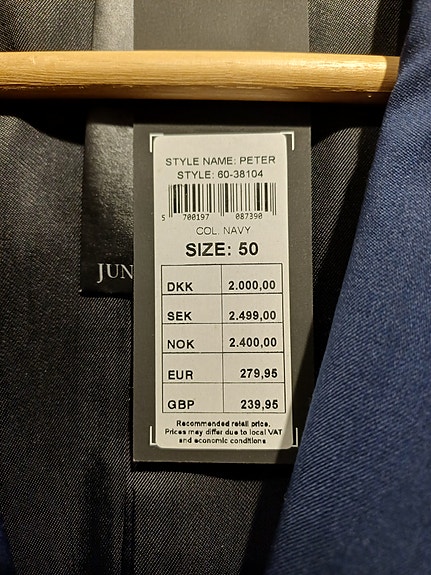 STYLE NAME: PETER
STYLE: 60-38104
5 700197 087390
COL. NAVY
SIZE: 50
DKK 2.000,00
SEK 2.499,00
NOK 2.400,00
EUR 279,95
GBP 239,95
Recommended retail price.
Prices may differ due to local VAT
and economic conditions
JUN